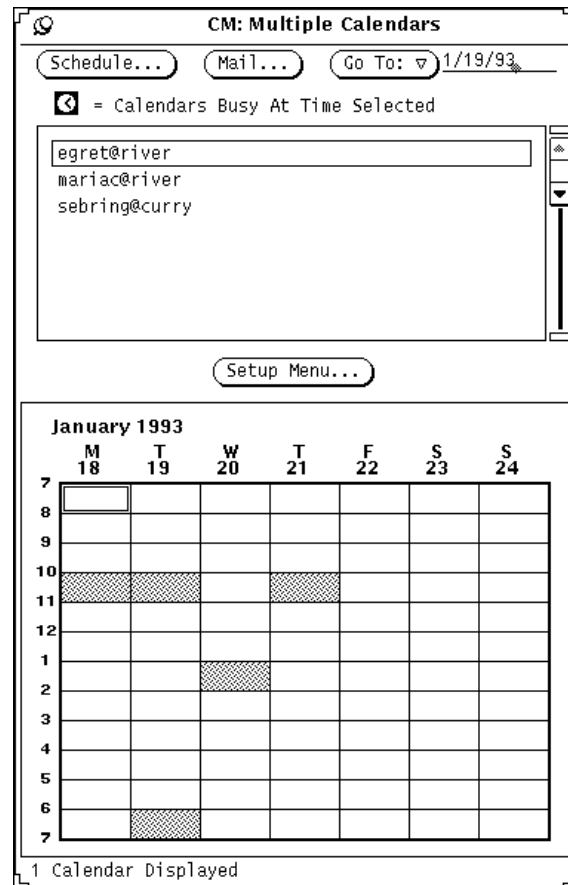 CM: Multiple Calendars
Schedule... Mail... Go To: 1/19/93
= Calendars Busy At Time Selected
egret@river
mariac@river
sebring@curry
Setup Menu...
January 1993
M T W T F S S
18 19 20 21 22 23 24
7
8
9
10
11
12
1
2
3
4
5
6
7
1 Calendar Displayed